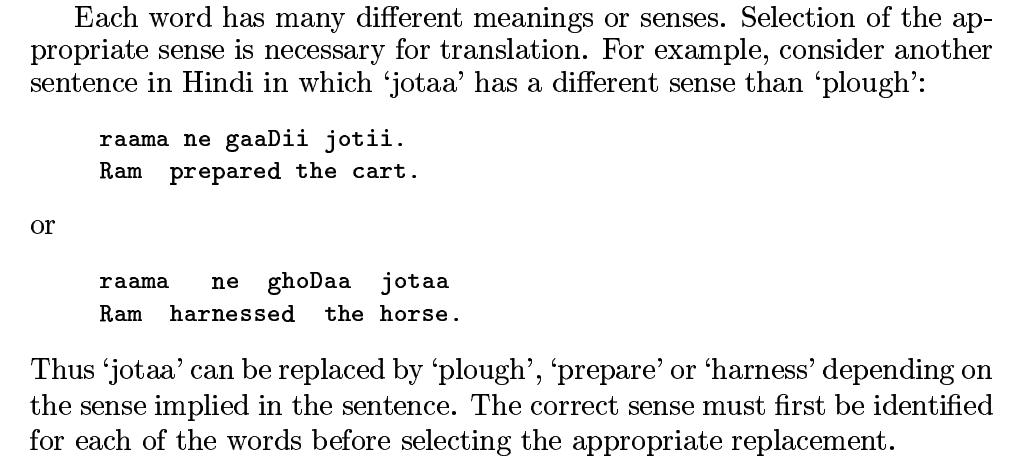 Each word has many different meanings or senses. Selection of the ap-
propriate sense is necessary for translation. For example, consider another
sentence in Hindi in which ‘jotaa’ has a different sense than ‘plough’:
raama ne gaaDii jotii.
Ram prepared the cart.
or
raama ne ghoDaa jotaa
Ram harnessed the horse.
Thus ‘jotaa’ can be replaced by ‘plough’, ‘prepare’ or ‘harness’ depending on
the sense implied in the sentence. The correct sense must first be identified
for each of the words before selecting the appropriate replacement.